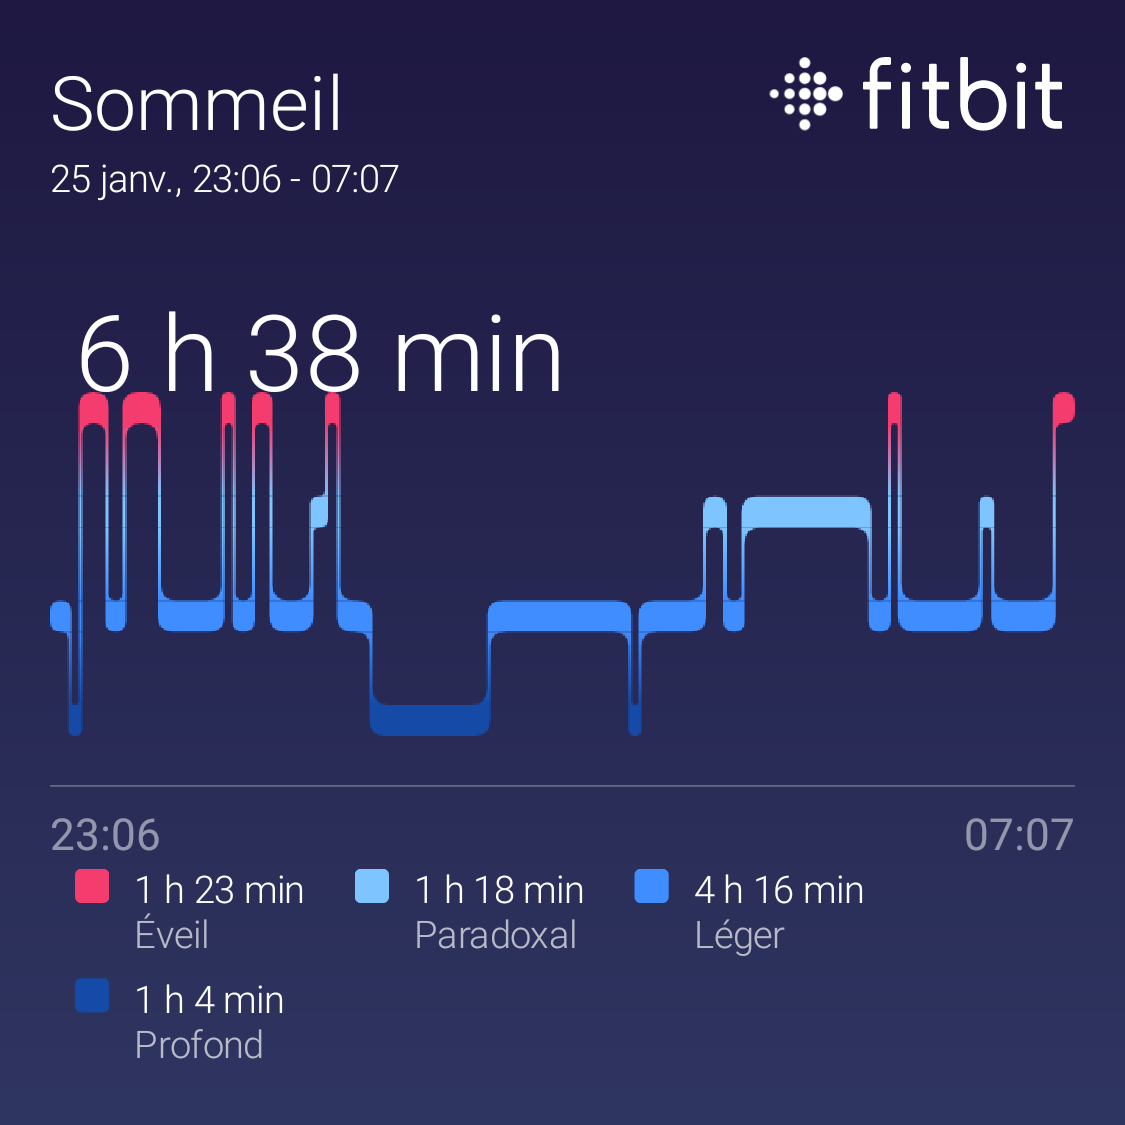 Sommeil
fitbit
25 janv., 23:06 - 07:07
6 h 38 min
23:06
07:07
1 h 23 min
1 h 18 min
4 h 16 min
Éveil
Paradoxal
Léger
1 h 4 min
Profond